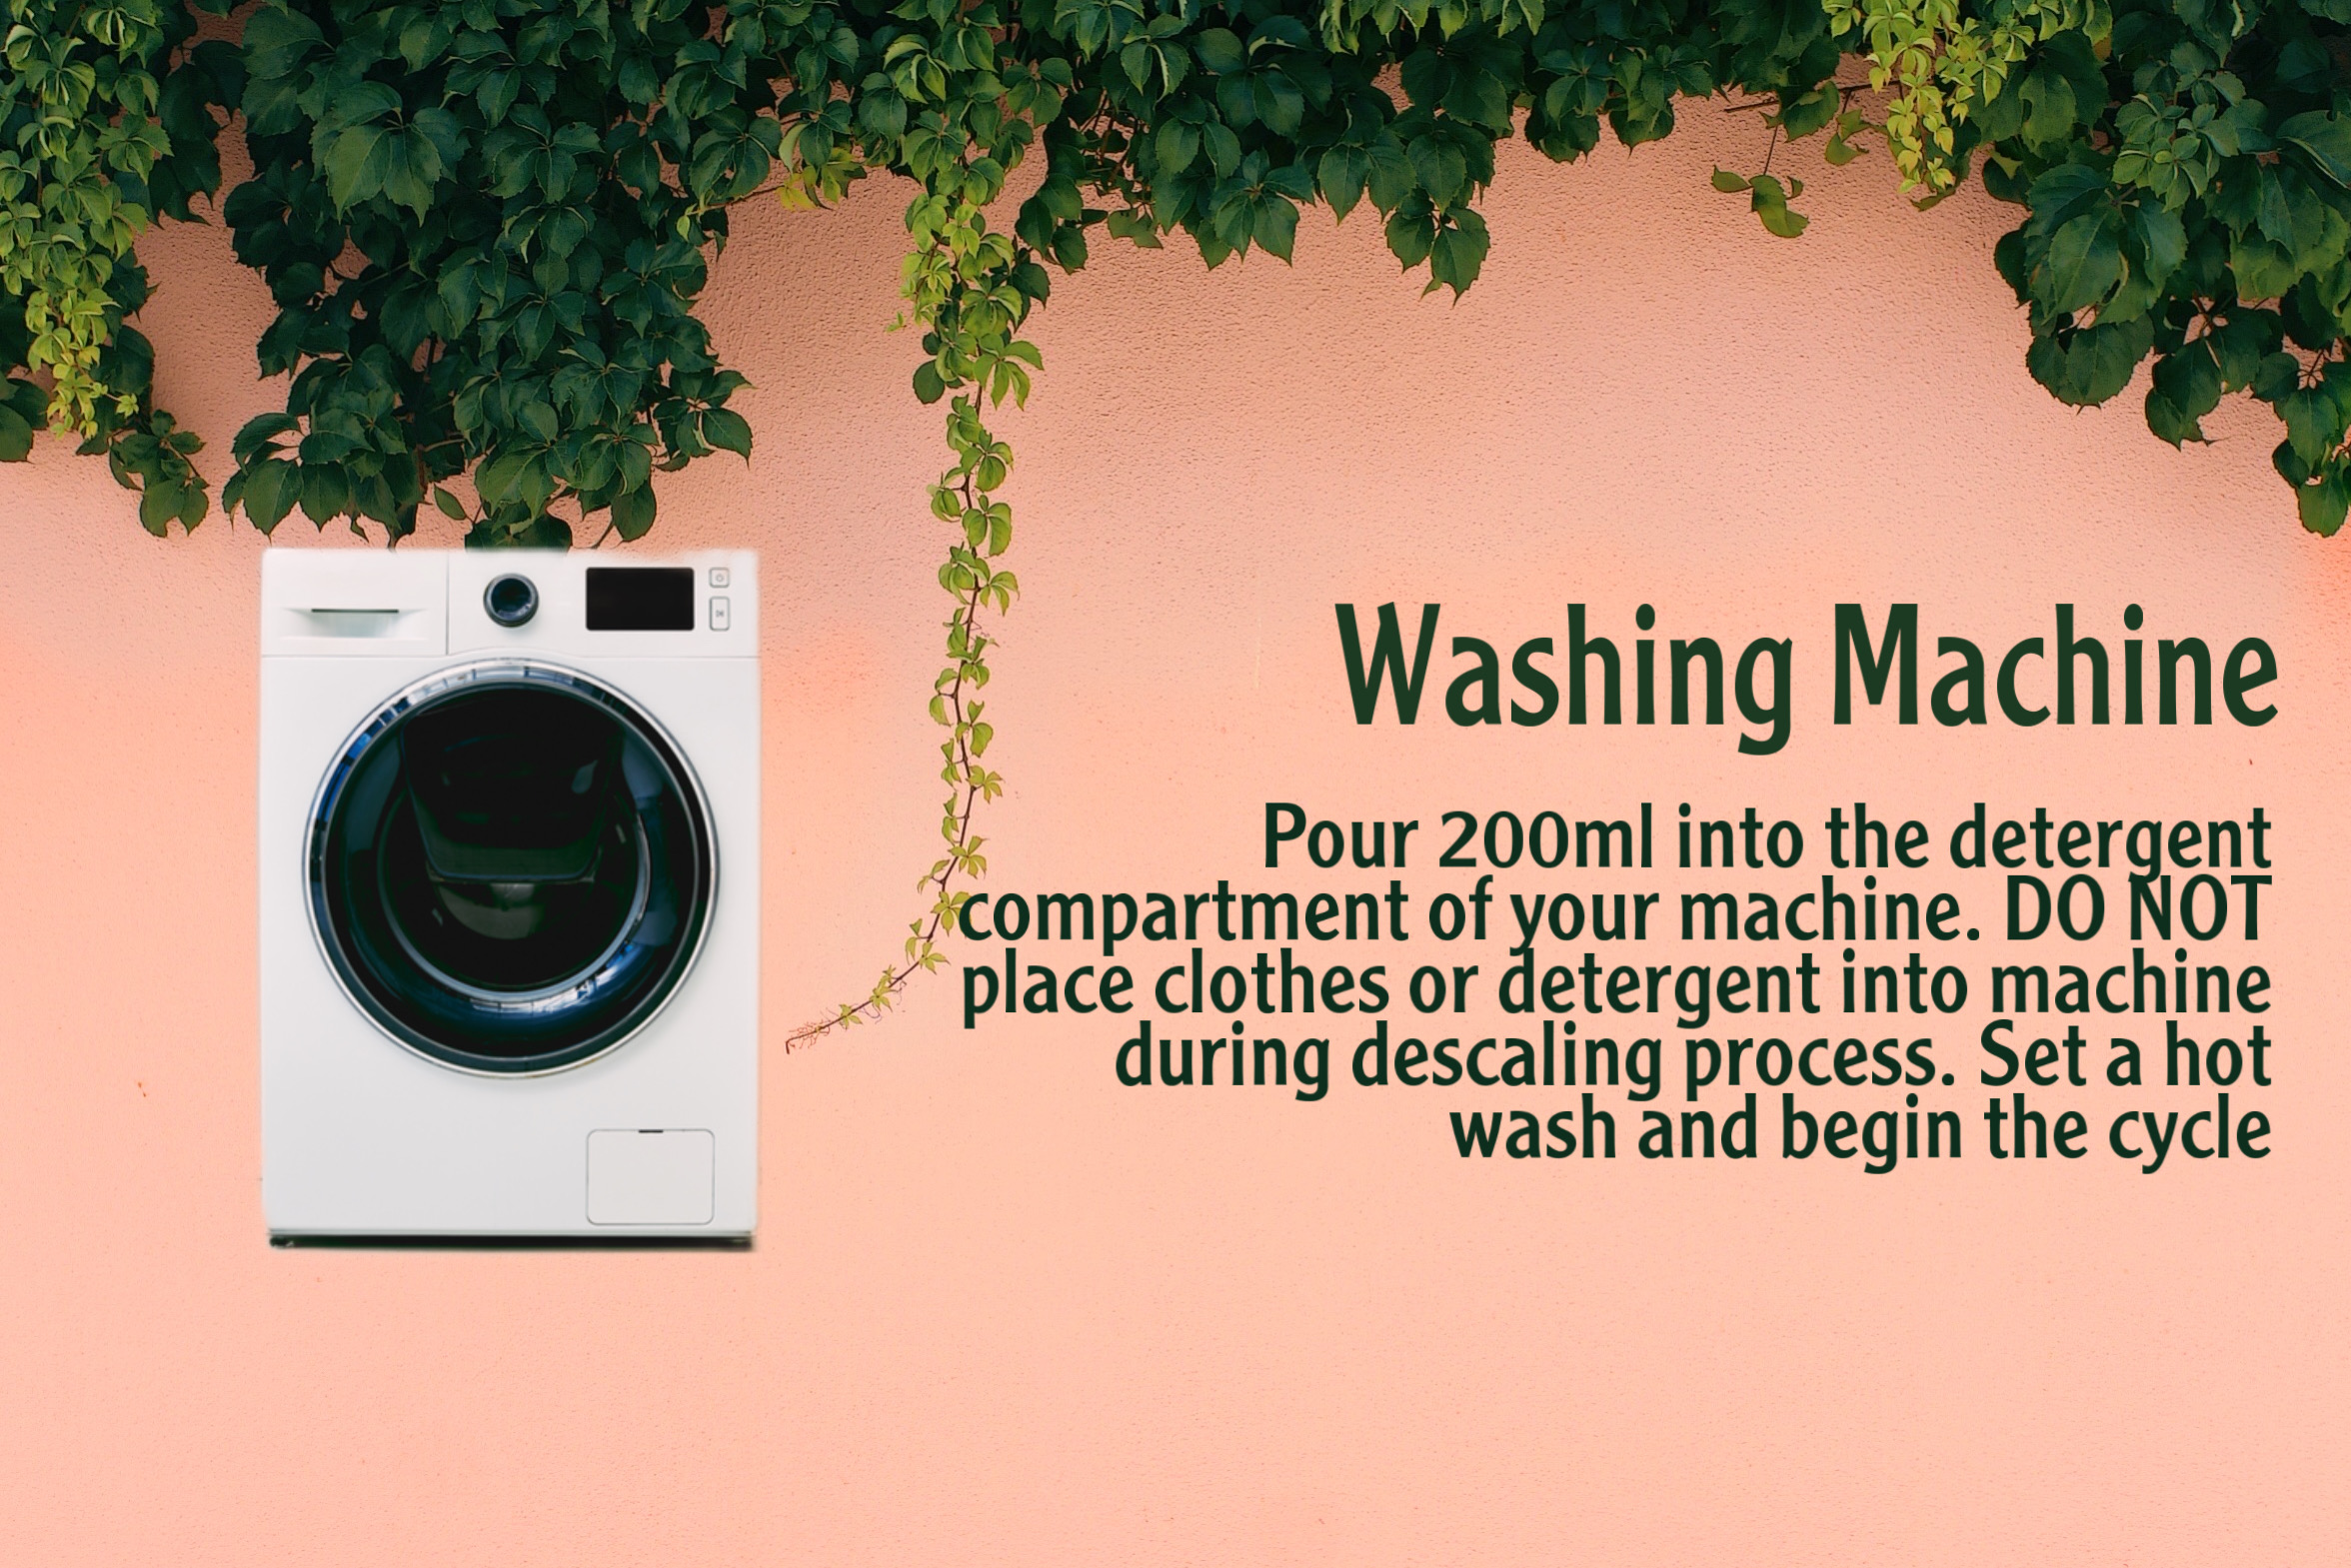 Washing Machine
Pour 200ml into the detergent
compartment of your machine. DO NOT
place clothes or detergent into machine
during descaling process. Set a hot
wash and begin the cycle